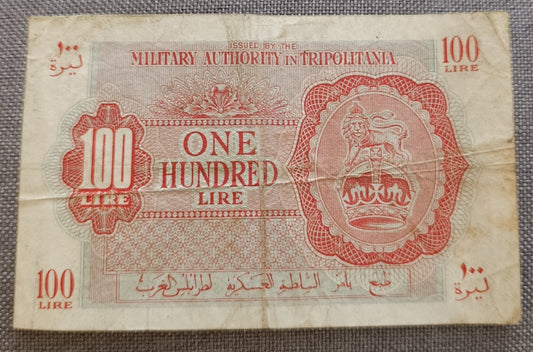 ١٠٠
ليرة
ISSUED BY THE
MILITARY AUTHORITY IN TRIPOLITANIA
100
LIRE
100
LIRE
ONE
HUNDRED
LIRE
100
LIRE
طبع بأمر السلطة العسكرية لطرابلس الغرب
١٠٠
ليرة